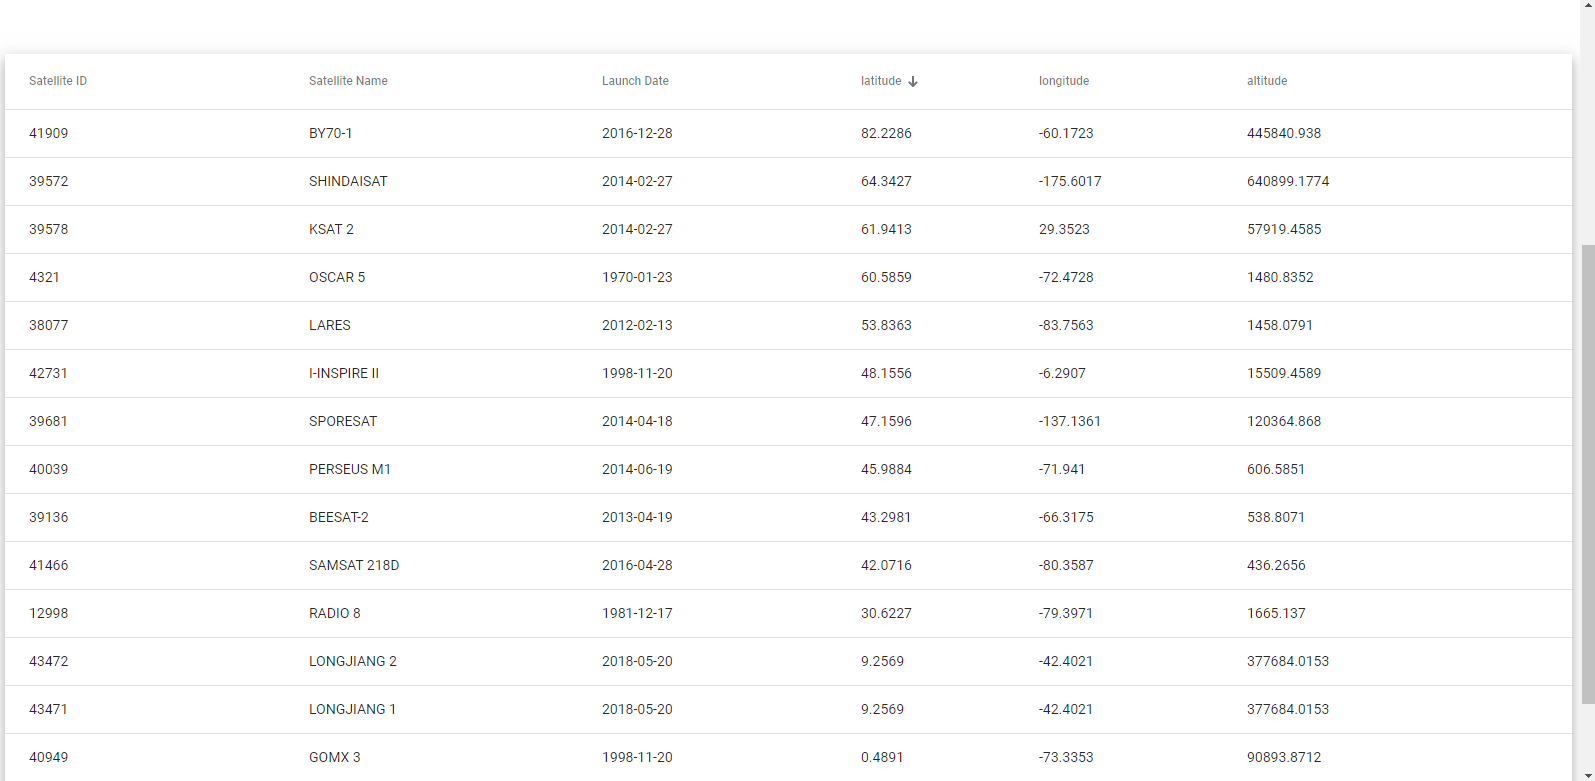 Satellite ID Satellite Name Launch Date latitude longitude altitude
41909 BY70-1 2016-12-28 82.2286 -60.1723 445840.938
39572 SHINDAISAT 2014-02-27 64.3427 -175.6017 640899.1774
39578 KSAT 2 2014-02-27 61.9413 29.3523 57919.4585
4321 OSCAR 5 1970-01-23 60.5859 -72.4728 1480.8352
38077 LARES 2012-02-13 53.8363 -83.7563 1458.0791
42731 I-INSPIRE II 1998-11-20 48.1556 -6.2907 15509.4589
39681 SPORESAT 2014-04-18 47.1596 -137.1361 120364.868
40039 PERSEUS M1 2014-06-19 45.9884 -71.941 606.5851
39136 BEESAT-2 2013-04-19 43.2981 -66.3175 538.8071
41466 SAMSAT 218D 2016-04-28 42.0716 -80.3587 436.2656
12998 RADIO 8 1981-12-17 30.6227 -79.3971 1665.137
43472 LONGJIANG 2 2018-05-20 9.2569 -42.4021 377684.0153
43471 LONGJIANG 1 2018-05-20 9.2569 -42.4021 377684.0153
40949 GOMX 3 1998-11-20 0.4891 -73.3353 90893.8712